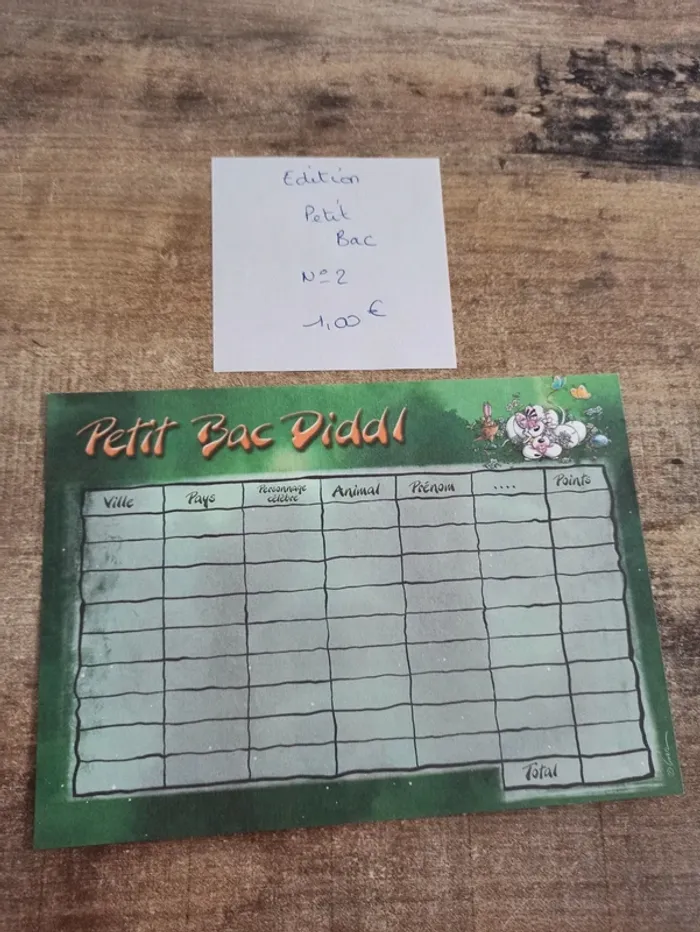 Edition
Petit
Bac
N° 2
1,00 €
Petit Bac Diddl
Ville Pays Personnage célèbre Animal Prénom .... Points
Total